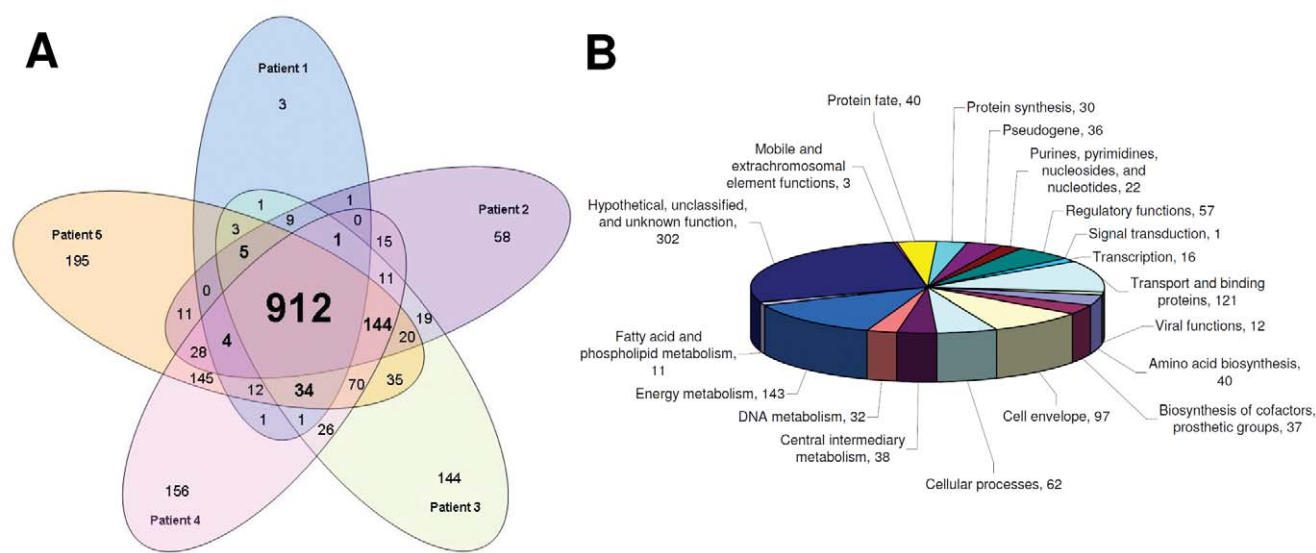 A
Patient 1
3
Patient 2
58
Patient 5
195
1
1
9
0
3
1
15
5
11
0
912
11
144
19
4
20
28
145
12
34
70
35
1
1
26
156
Patient 4
144
Patient 3
B
Protein fate, 40
Protein synthesis, 30
Pseudogene, 36
Mobile and
extrachromosomal
element functions, 3
Purines, pyrimidines,
nucleosides, and
nucleotides, 22
Hypothetical, unclassified,
and unknown function,
302
Regulatory functions, 57
Signal transduction, 1
Transcription, 16
Transport and binding
proteins, 121
Viral functions, 12
Amino acid biosynthesis,
40
Biosynthesis of cofactors,
prosthetic groups, 37
Cell envelope, 97
Cellular processes, 62
Central intermediary
metabolism, 38
DNA metabolism, 32
Energy metabolism, 143
Fatty acid and
phospholipid metabolism,
11